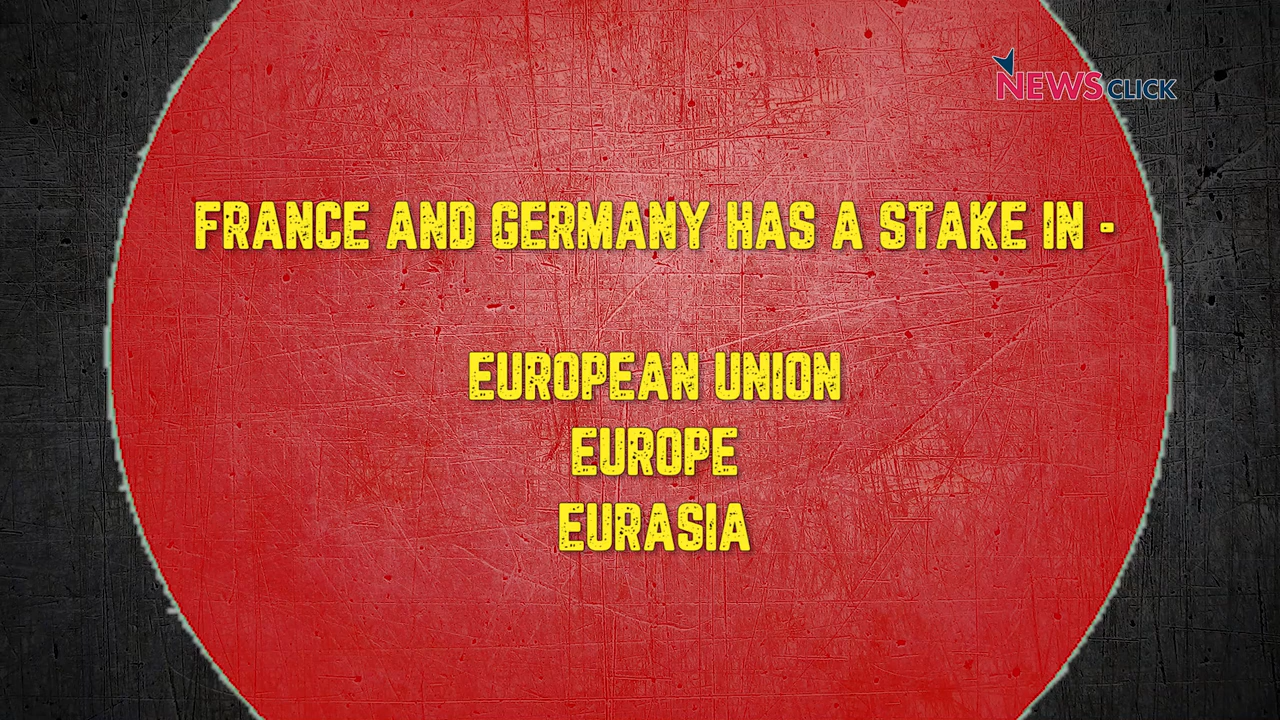 NEWSCLICK
FRANCE AND GERMANY HAS A STAKE IN -
EUROPEAN UNION
EUROPE
EURASIA